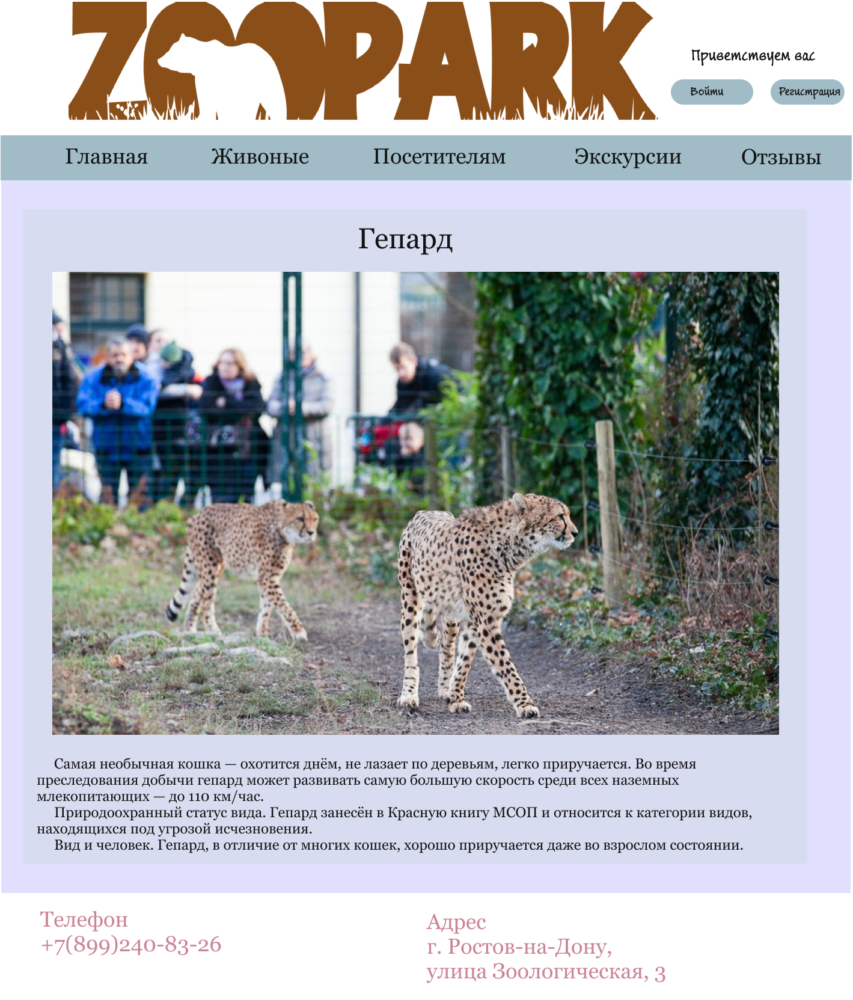 ZOOPARK
Приветствуем вас
Войти
Регистрация
Главная
Живоные
Посетителям
Экскурсии
Отзывы
Гепард
Самая необычная кошка — охотится днём, не лазает по деревьям, легко приручается. Во время
преследования добычи гепард может развивать самую большую скорость среди всех наземных
млекопитающих — до 110 км/час.
Природоохранный статус вида. Гепард занесён в Красную книгу МСОП и относится к категории видов,
находящихся под угрозой исчезновения.
Вид и человек. Гепард, в отличие от многих кошек, хорошо приручается даже во взрослом состоянии.
Телефон
+7(899)240-83-26
Адрес
г. Ростов-на-Дону,
улица Зоологическая, 3